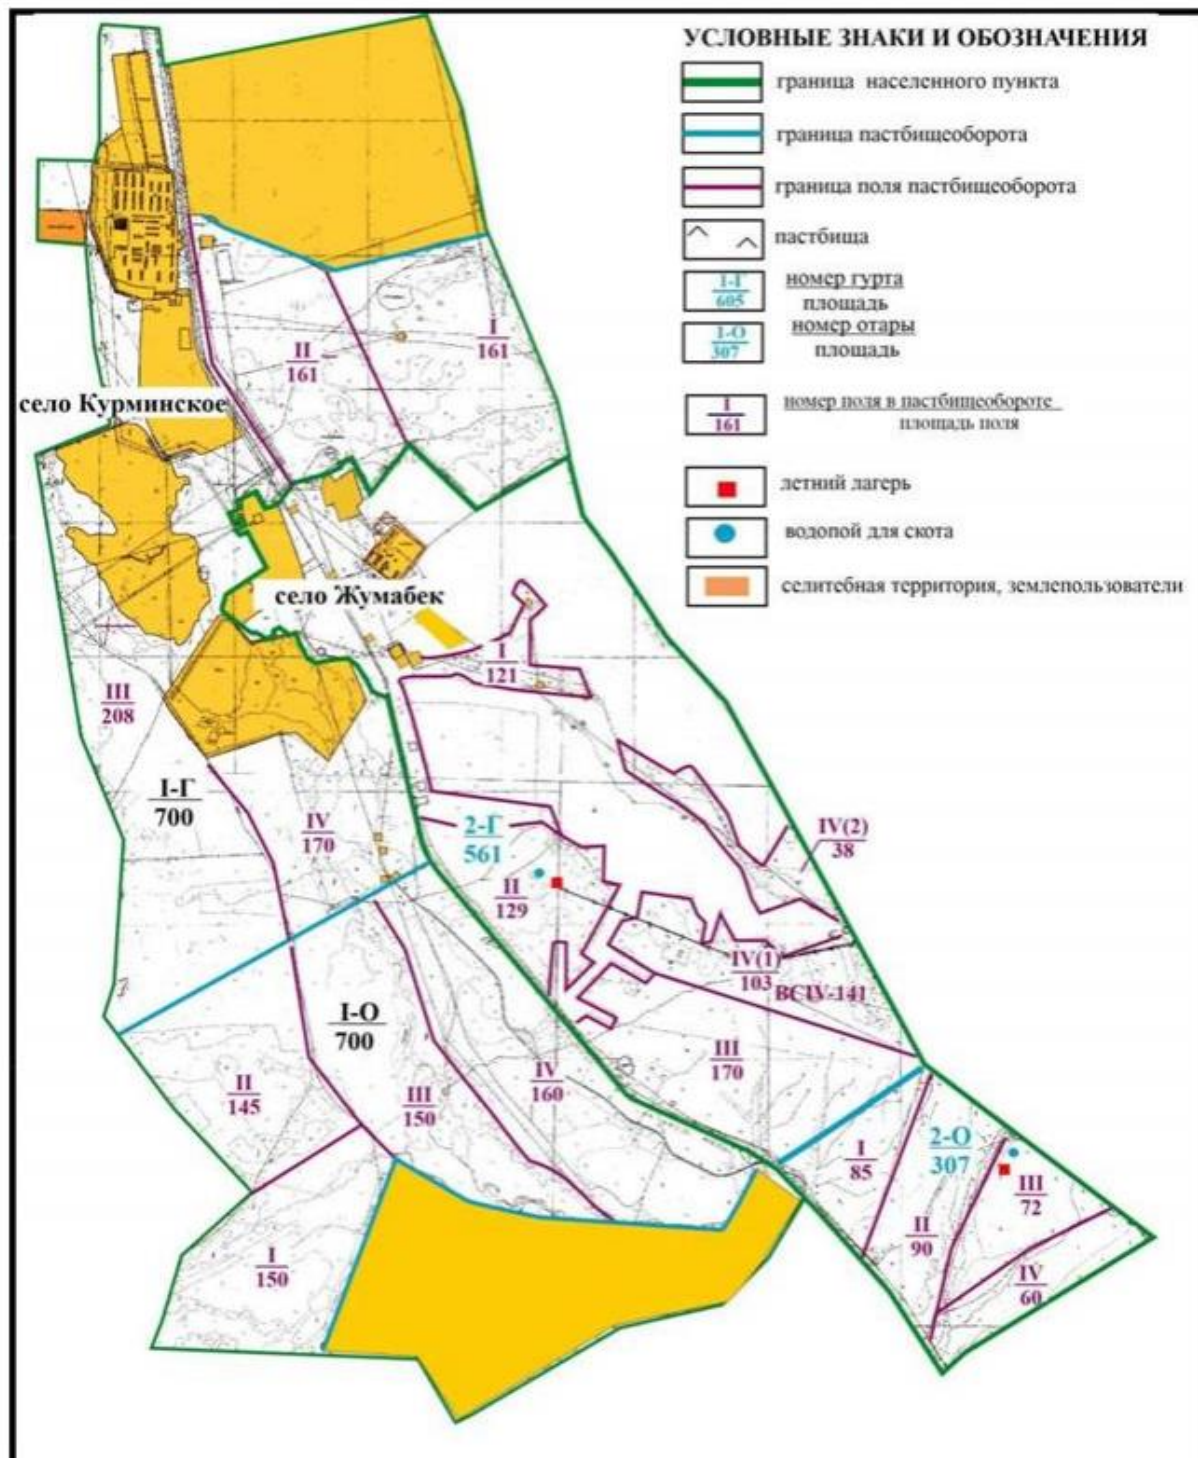 УСЛОВНЫЕ ЗНАКИ И ОБОЗНАЧЕНИЯ
граница населенного пункта
граница пастбищеоборота
граница поля пастбищеоборота
пастбища
1-Г
605
номер гурта
площадь
1-О
307
номер отары
площадь
I
161
номер поля в пастбищеобороте
площадь поля
летний лагерь
водопой для скота
селитебная территория, землепользователи
I
161
II
161
село Курминское
село Жумабек
I
121
III
208
I-Г
700
IV
170
2-Г
561
II
129
IV(2)
38
IV(1)
103
ВСIV-141
I-О
700
II
145
III
150
IV
160
III
170
I
150
I
85
2-О
307
II
90
III
72
IV
60